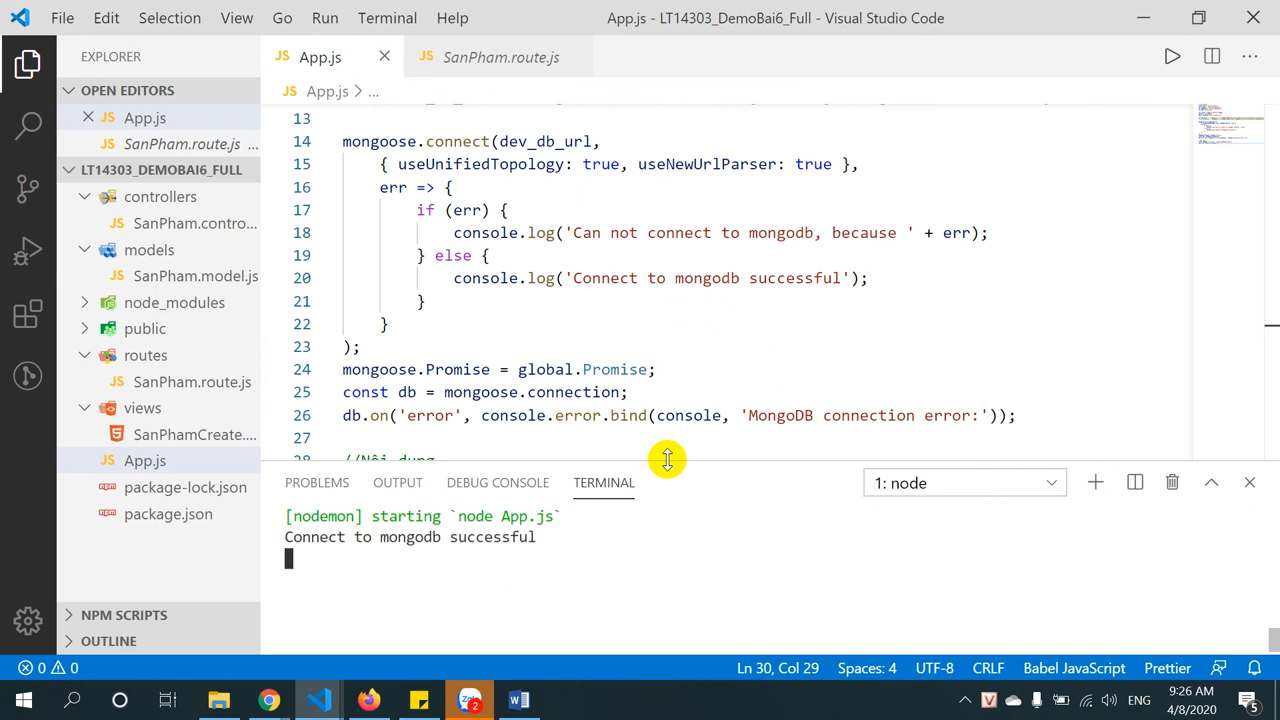 File Edit Selection View Go Run Terminal Help App.js - LT14303_DemoBai6_Full - Visual Studio Code
EXPLORER
OPEN EDITORS
App.js
SanPham.route.js ...
LT14303_DEMOBAI6_FULL
controllers
SanPham.contro...
models
SanPham.model.js
node_modules
public
routes
SanPham.route.js
views
SanPhamCreate....
App.js
package-lock.json
package.json
NPM SCRIPTS
OUTLINE
JS App.js JS SanPham.route.js
JS App.js > ...
13
14 mongoose.connect(dev_db_url,
15 { useUnifiedTopology: true, useNewUrlParser: true },
16 err => {
17 if (err) {
18 console.log('Can not connect to mongodb, because ' + err);
19 } else {
20 console.log('Connect to mongodb successful');
21 }
22 }
23 );
24 mongoose.Promise = global.Promise;
25 const db = mongoose.connection;
26 db.on('error', console.error.bind(console, 'MongoDB connection error:'));
27
28 //Nội dung
PROBLEMS OUTPUT DEBUG CONSOLE TERMINAL 1: node
[nodemon] starting `node App.js`
Connect to mongodb successful
0 0 Ln 30, Col 29 Spaces: 4 UTF-8 CRLF Babel JavaScript Prettier
ENG 9:26 AM
4/8/2020